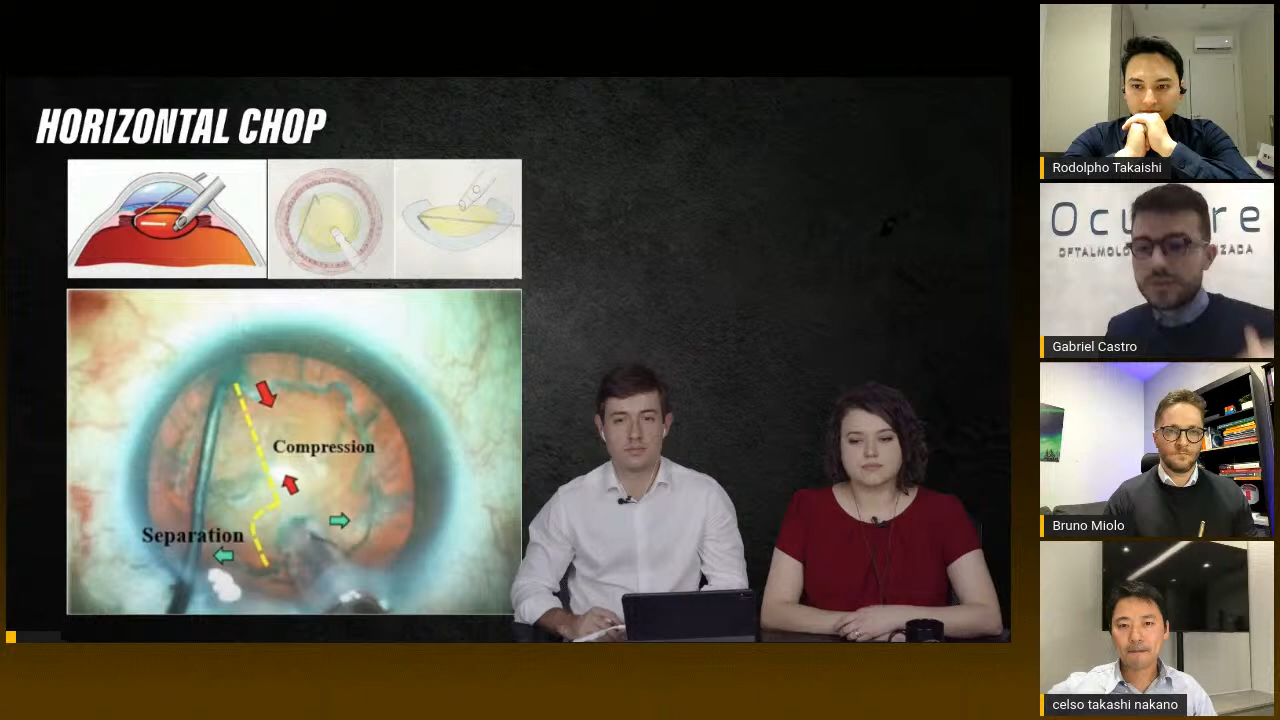 HORIZONTAL CHOP
Compression
Separation
Rodolpho Takaishi
Gabriel Castro
Bruno Miolo
celso takashi nakano